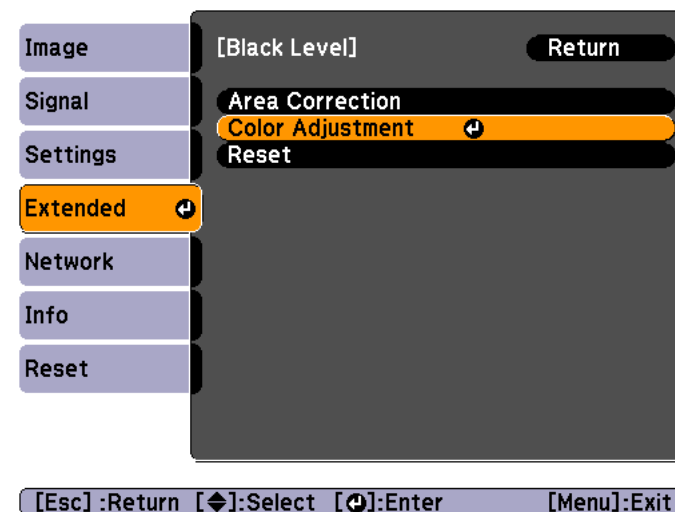 Image
Signal
Settings
Extended
Network
Info
Reset
[Black Level] Return
Area Correction
Color Adjustment
Reset
[Esc] :Return [◆]:Select [↵]:Enter [Menu]:Exit